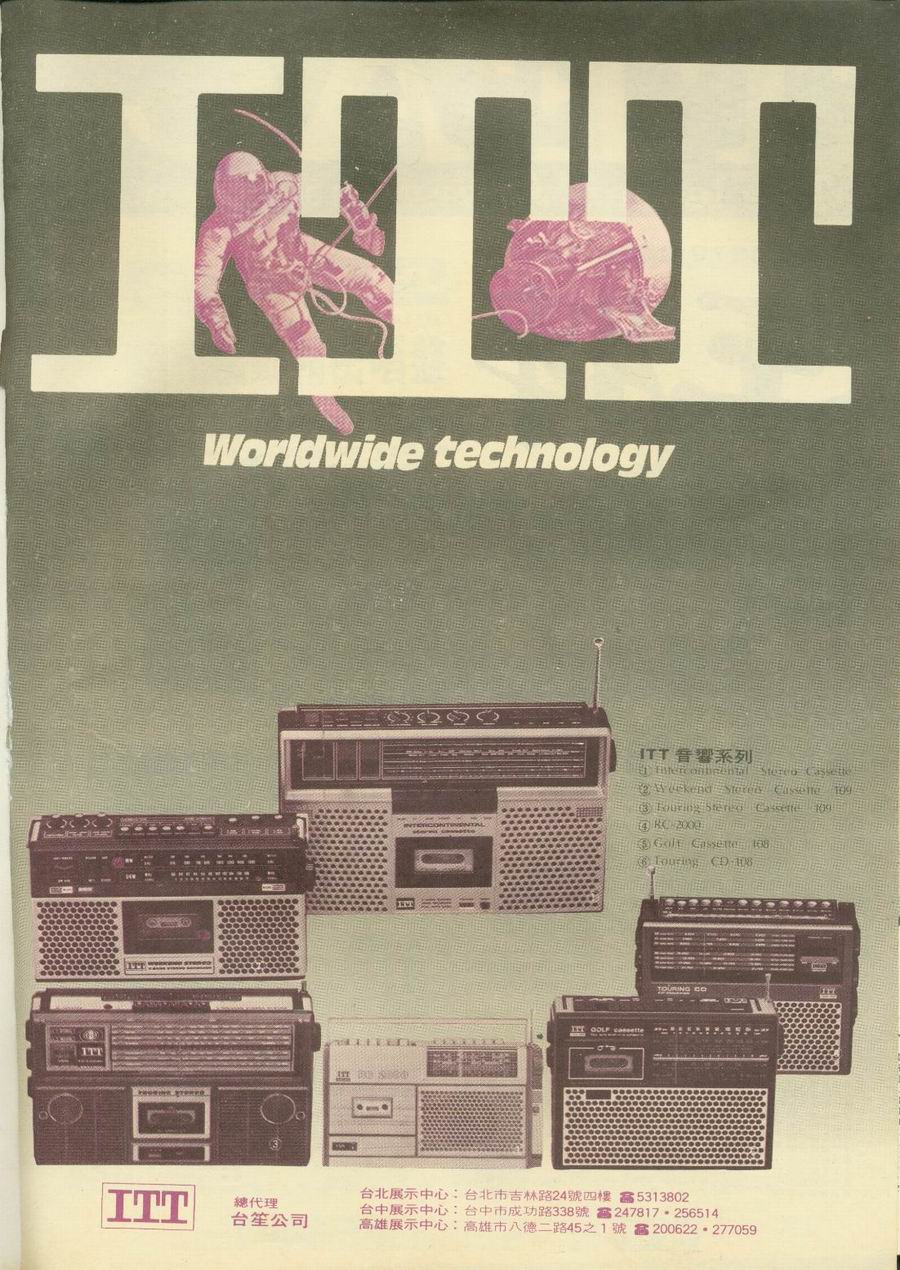 ITT
Worldwide technology
ITT 音響系列
① Intercontinental Stereo Cassette
② Weekend Stereo Cassette 109
③ Touring Stereo Cassette 109
④ RC-2000
⑤ Golf Cassette 108
⑥ Touring CD-108
INTERCONTINENTAL
stereo cassette
ITT
ITT
TOURING CD
ITT
ITT GOLF cassette
ITT
TOURING STEREO
③
ITT
ITT
總代理
台笙公司
台北展示中心：台北市吉林路24號四樓 ☎5313802
台中展示中心：台中市成功路338號 ☎247817・256514
高雄展示中心：高雄市八德二路45之1號 ☎200622・277059